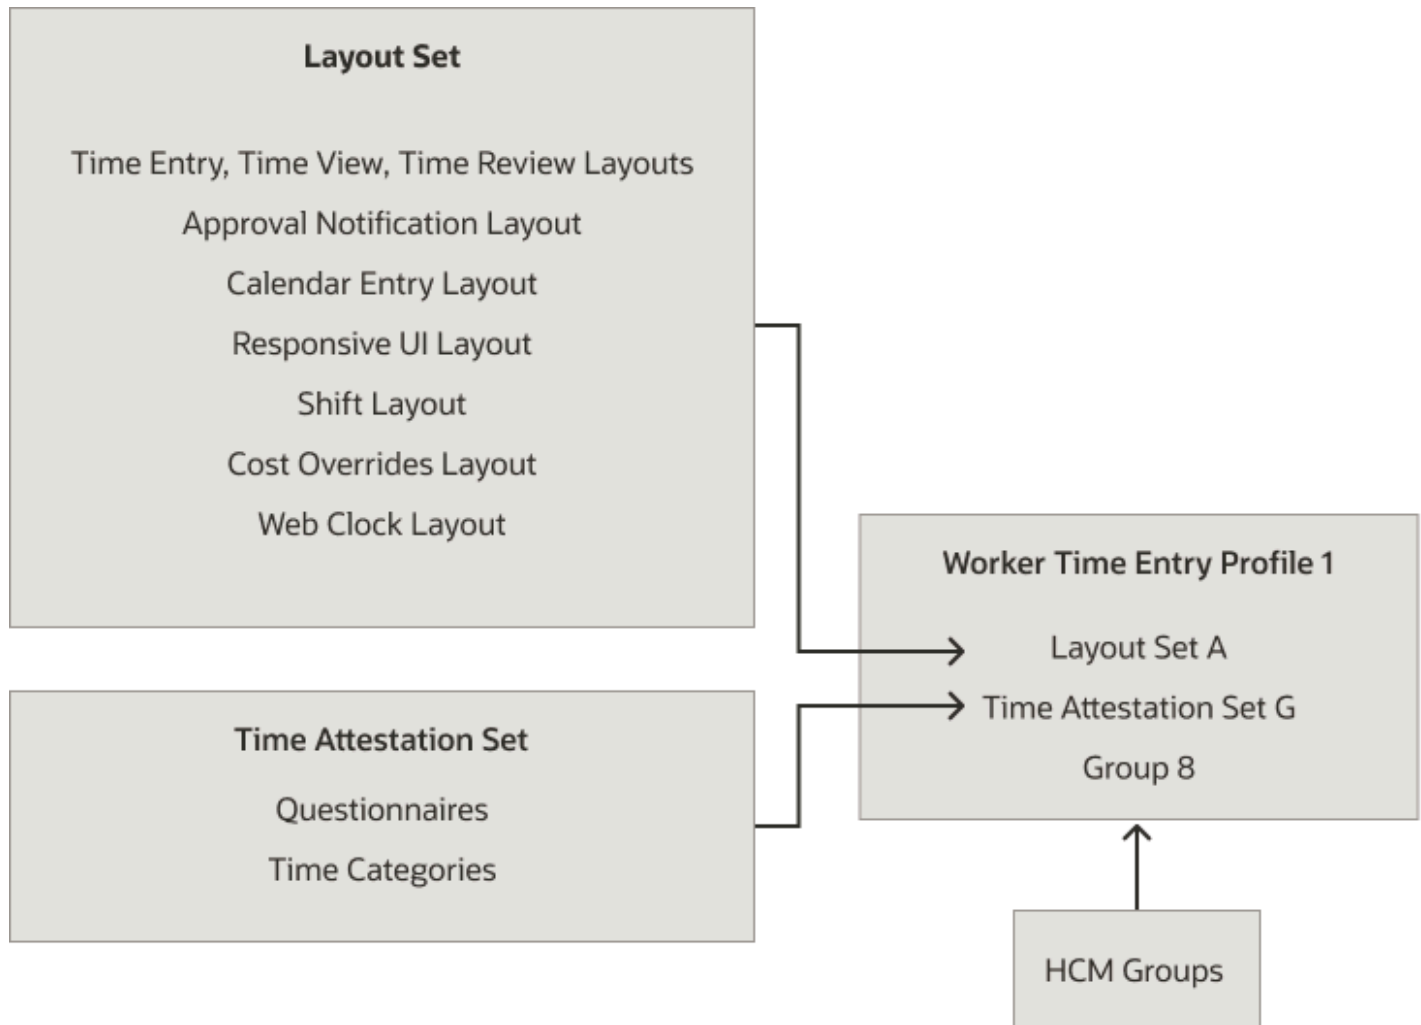 Layout Set
Time Entry, Time View, Time Review Layouts
Approval Notification Layout
Calendar Entry Layout
Responsive UI Layout
Shift Layout
Cost Overrides Layout
Web Clock Layout
Time Attestation Set
Questionnaires
Time Categories
Worker Time Entry Profile 1
Layout Set A
Time Attestation Set G
Group 8
HCM Groups